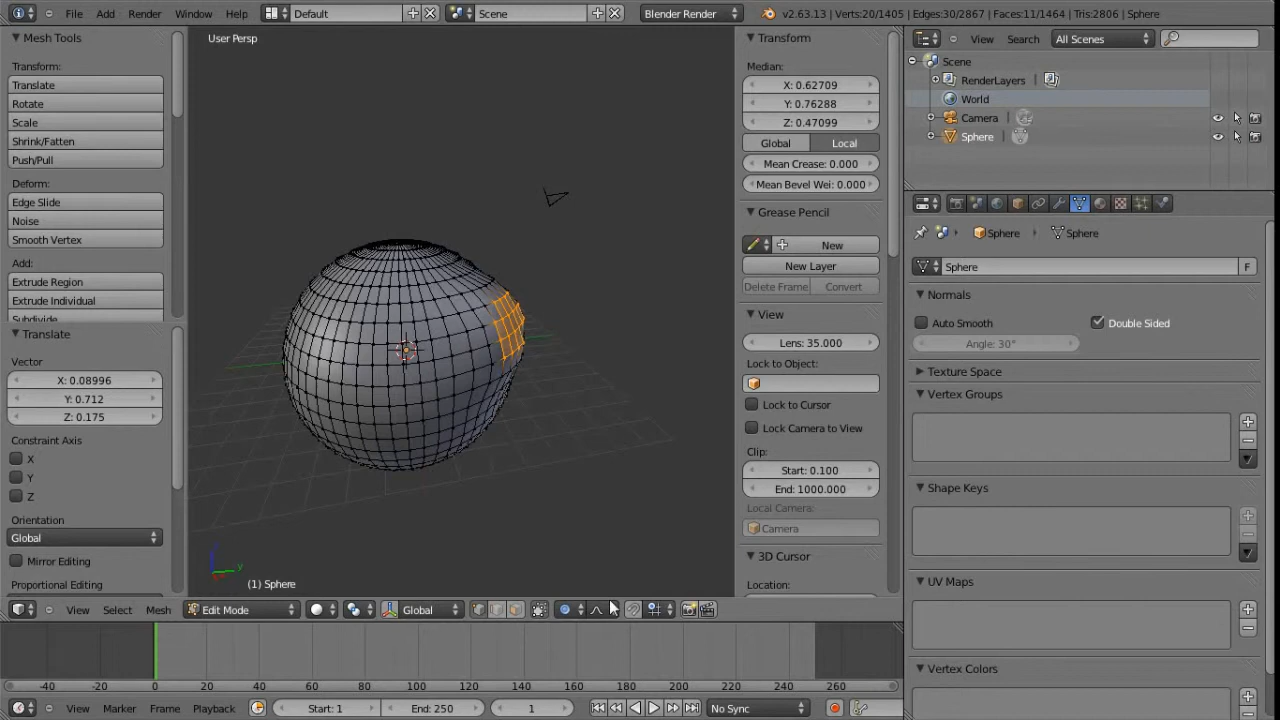 File Add Render Window Help Default Scene Blender Render v2.63.13 | Verts:20/1405 | Edges:30/2867 | Faces:11/1464 | Tris:2806 | Sphere
Mesh Tools
Transform:
Translate
Rotate
Scale
Shrink/Fatten
Push/Pull
Deform:
Edge Slide
Noise
Smooth Vertex
Add:
Extrude Region
Extrude Individual
Subdivide
Translate
Vector
X: 0.08996
Y: 0.712
Z: 0.175
Constraint Axis
X
Y
Z
Orientation
Global
Mirror Editing
Proportional Editing
User Persp
y
(1) Sphere
View Select Mesh Edit Mode Global
Transform
Median:
X: 0.62709
Y: 0.76288
Z: 0.47099
Global Local
Mean Crease: 0.000
Mean Bevel Wei: 0.000
Grease Pencil
New
New Layer
Delete Frame Convert
View
Lens: 35.000
Lock to Object:
Lock to Cursor
Lock Camera to View
Clip:
Start: 0.100
End: 1000.000
Local Camera:
Camera
3D Cursor
Location:
View Search All Scenes
Scene
RenderLayers
World
Camera
Sphere
Sphere Sphere
Sphere F
Normals
Auto Smooth Double Sided
Angle: 30°
Texture Space
Vertex Groups
Shape Keys
UV Maps
Vertex Colors
-40 -20 0 20 40 60 80 100 120 140 160 180 200 220 240 260
View Marker Frame Playback Start: 1 End: 250 1 No Sync